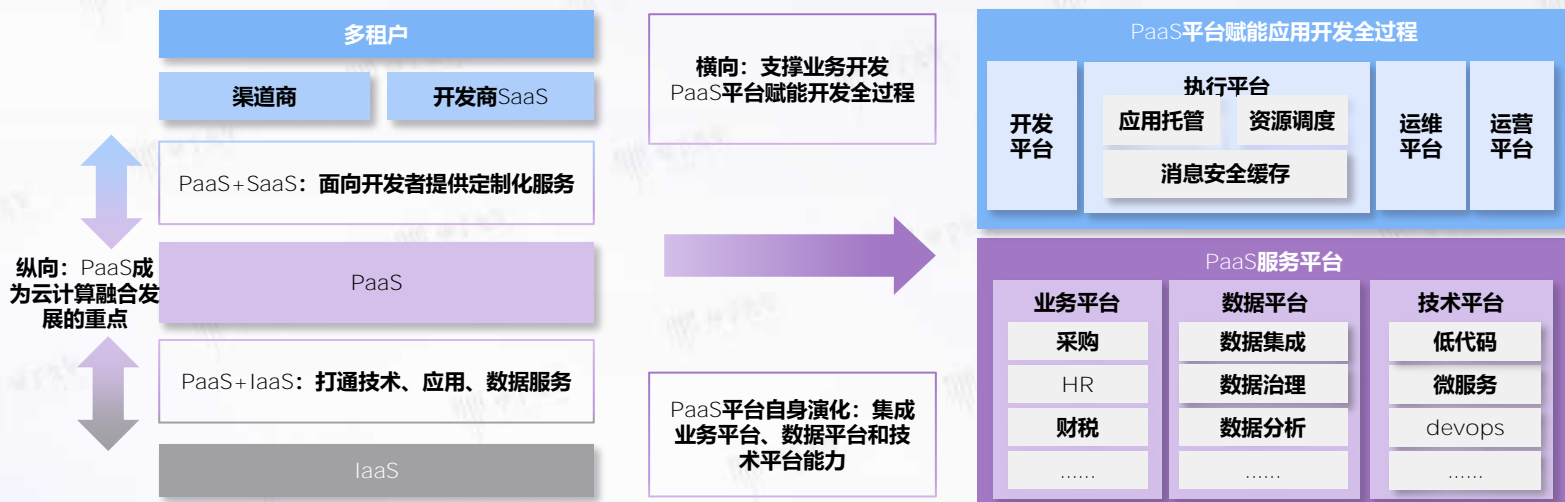 多租户
渠道商
开发商SaaS
PaaS+SaaS：面向开发者提供定制化服务
纵向：PaaS成
为云计算融合发
展的重点
PaaS
PaaS+IaaS：打通技术、应用、数据服务
IaaS
横向：支撑业务开发
PaaS平台赋能开发全过程
PaaS平台自身演化：集成
业务平台、数据平台和技
术平台能力
PaaS平台赋能应用开发全过程
开发
平台
执行平台
应用托管
资源调度
消息安全缓存
运维
平台
运营
平台
PaaS服务平台
业务平台
采购
HR
财税
……
数据平台
数据集成
数据治理
数据分析
……
技术平台
低代码
微服务
devops
……